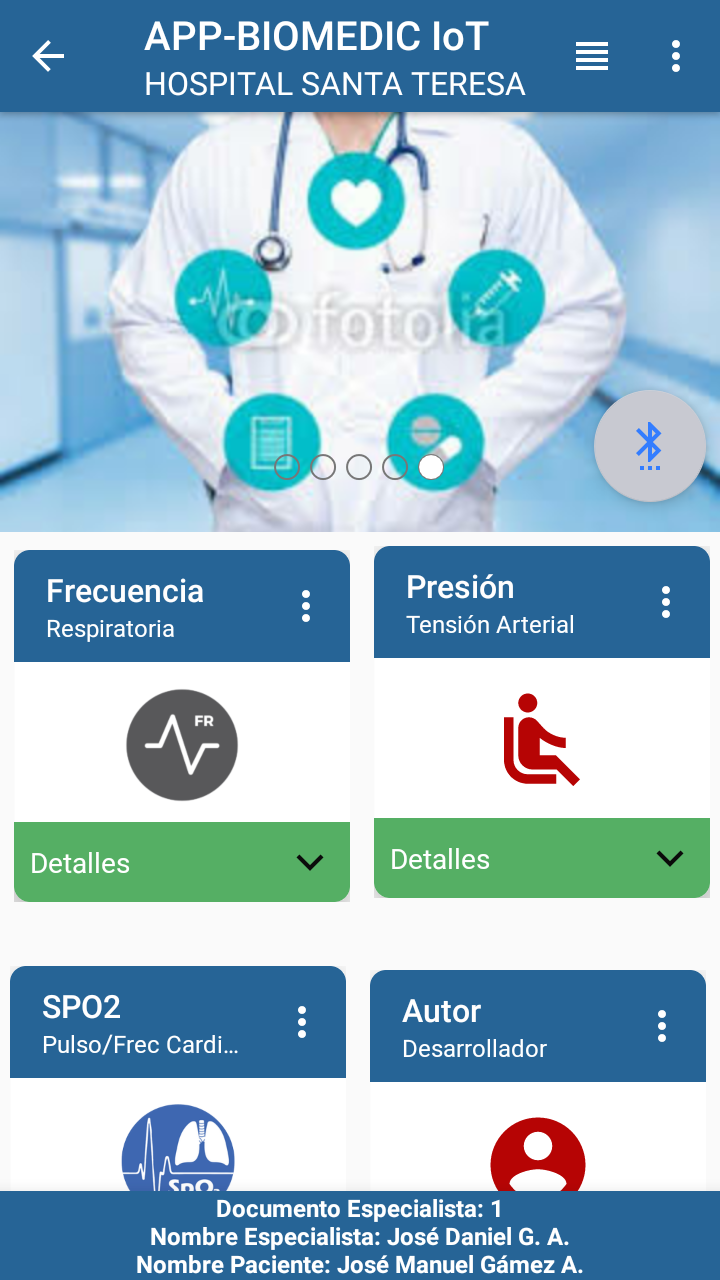 APP-BIOMEDIC IoT
HOSPITAL SANTA TERESA
fotolia
Frecuencia
Respiratoria
FR
Detalles
Presión
Tensión Arterial
Detalles
SPO2
Pulso/Frec Cardi...
SpO₂
Autor
Desarrollador
Documento Especialista: 1
Nombre Especialista: José Daniel G. A.
Nombre Paciente: José Manuel Gámez A.